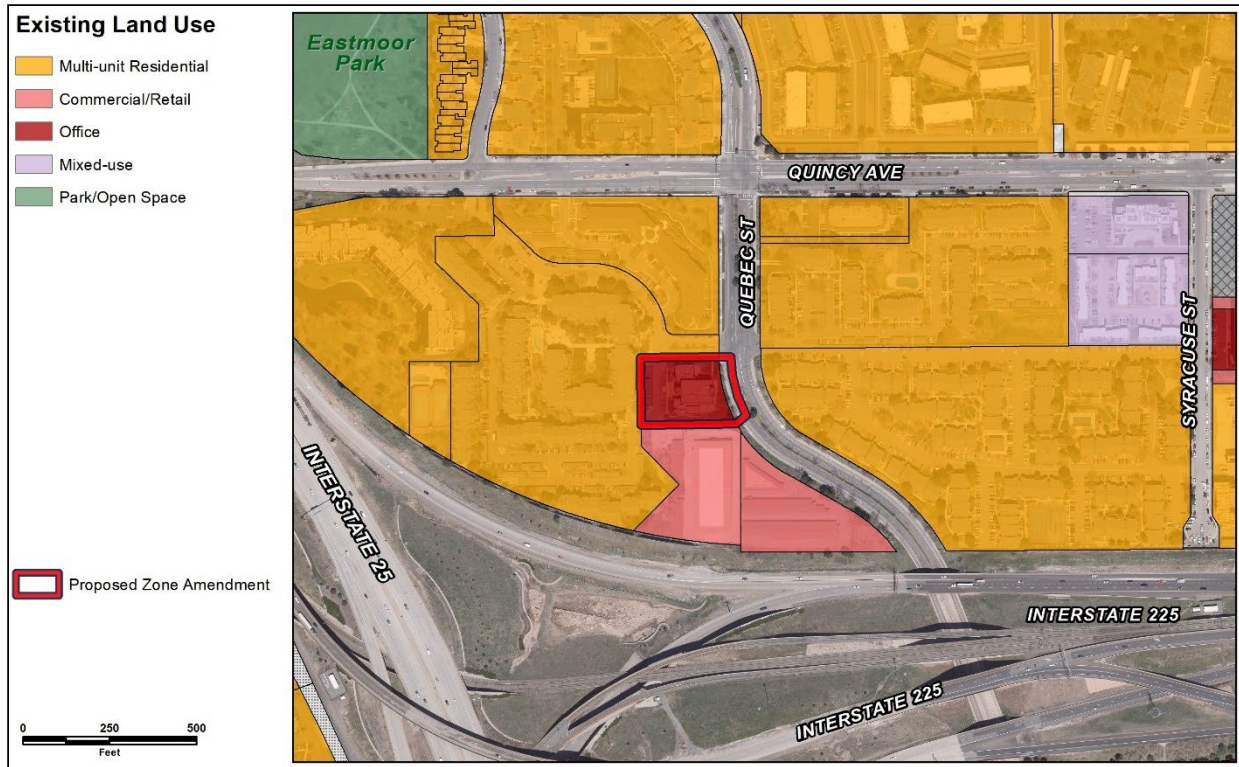 Existing Land Use
Multi-unit Residential
Commercial/Retail
Office
Mixed-use
Park/Open Space
Proposed Zone Amendment
0 250 500
Feet
Eastmoor
Park
QUINCY AVE
QUEBEC ST
SYRACUSE ST
INTERSTATE 25
INTERSTATE 225
INTERSTATE 225